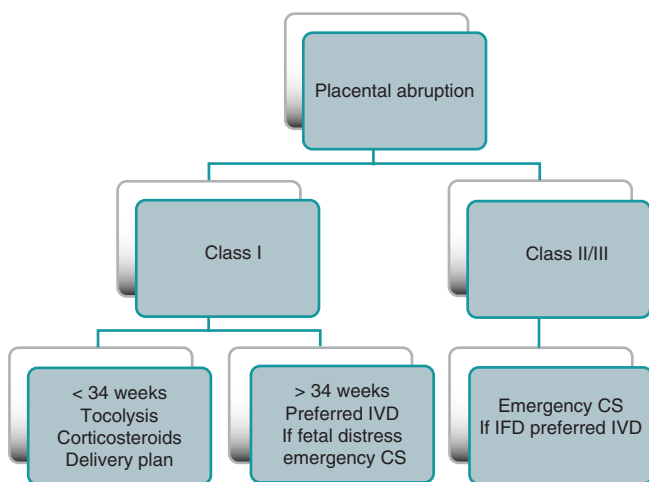 Placental abruption
Class I
Class II/III
< 34 weeks
Tocolysis
Corticosteroids
Delivery plan
> 34 weeks
Preferred IVD
If fetal distress
emergency CS
Emergency CS
If IFD preferred IVD